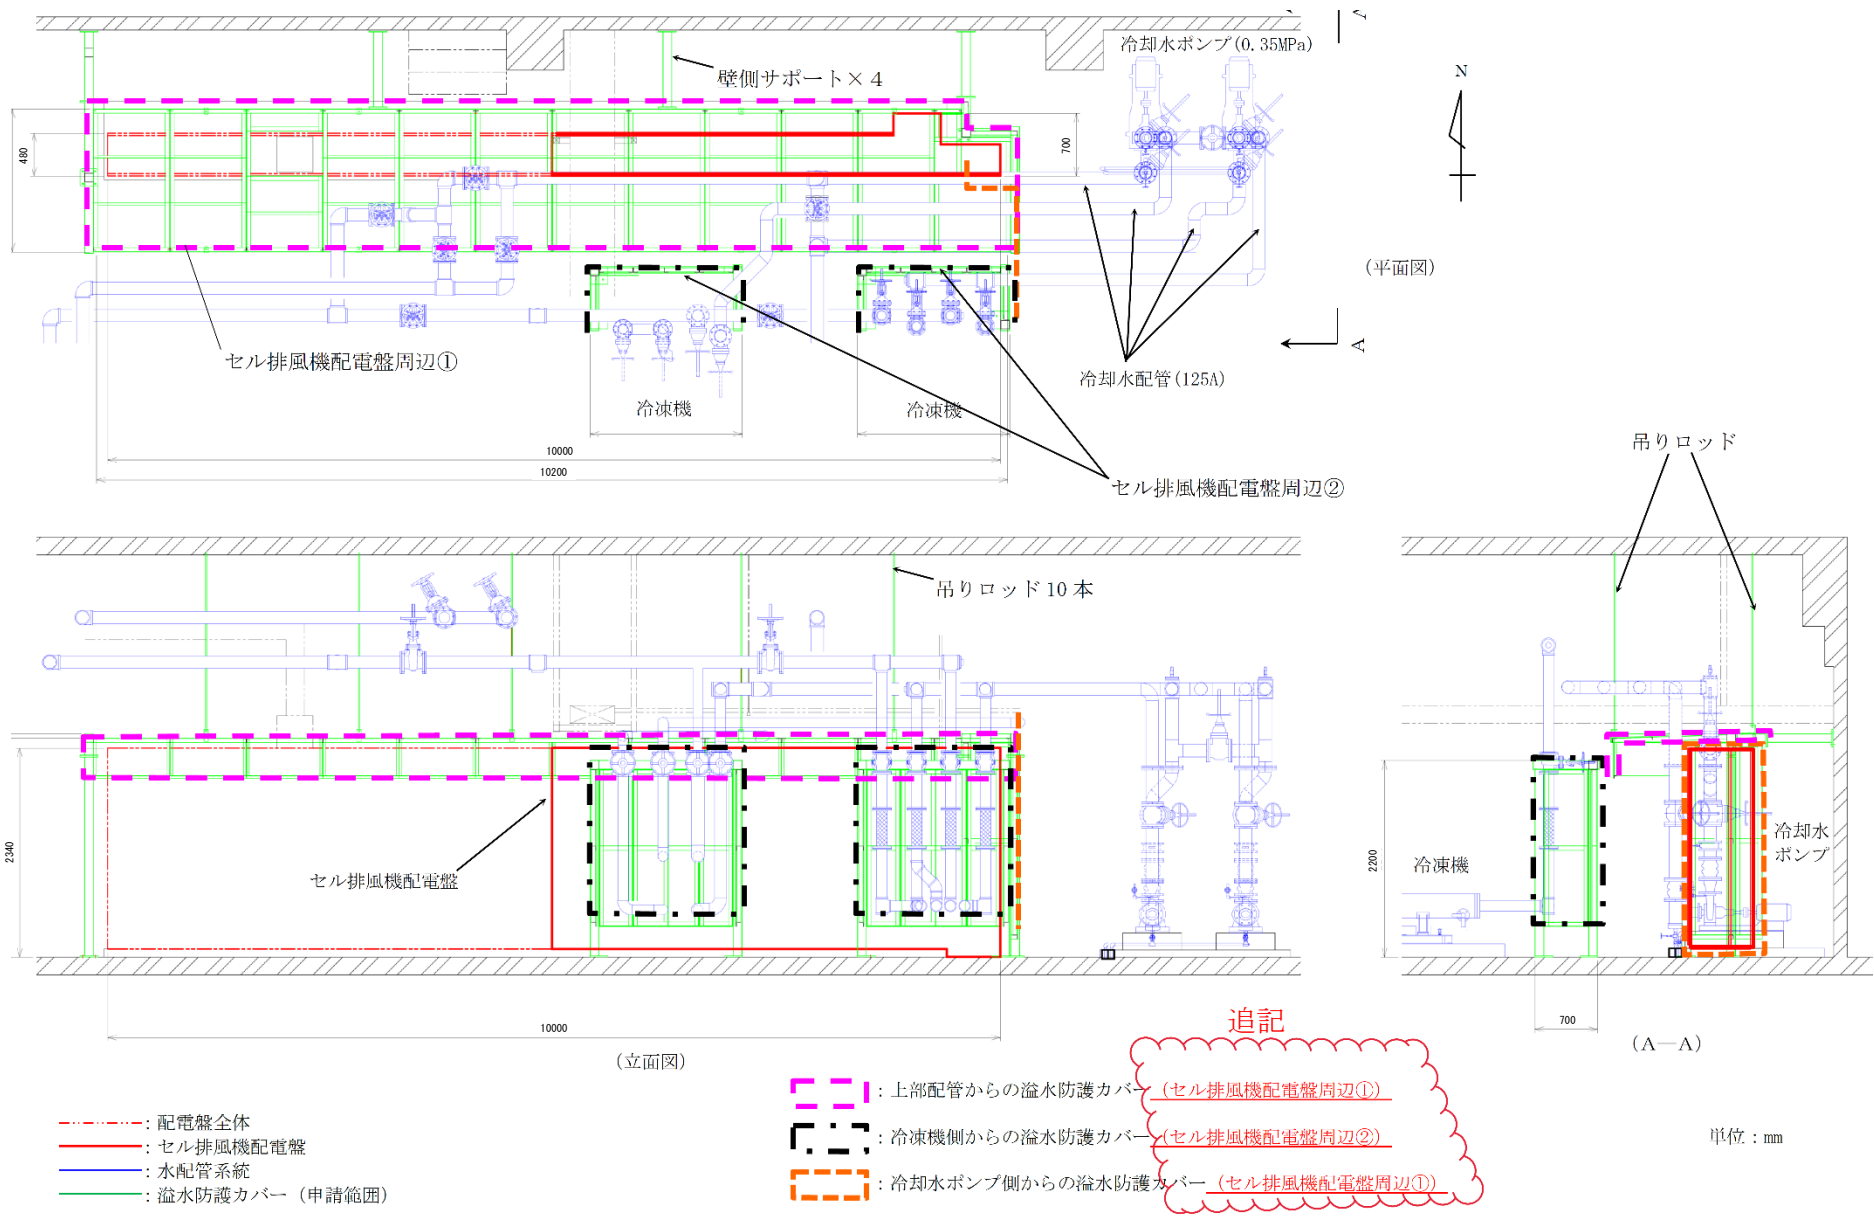 A
冷却水ポンプ(0.35MPa)
壁側サポート×4
N
480
700
(平面図)
セル排風機配電盤周辺①
A
冷却水配管(125A)
冷凍機
冷凍機
10000
10200
セル排風機配電盤周辺②
吊りロッド
吊りロッド 10 本
2340
セル排風機配電盤
2200
冷凍機
冷却水
ポンプ
10000
700
(立面図)
(A―A)
追記
: 上部配管からの溢水防護カバー (セル排風機配電盤周辺①)
: 冷凍機側からの溢水防護カバー (セル排風機配電盤周辺②)
: 冷却水ポンプ側からの溢水防護カバー (セル排風機配電盤周辺①)
: 配電盤全体
: セル排風機配電盤
: 水配管系統
: 溢水防護カバー(申請範囲)
単位:mm